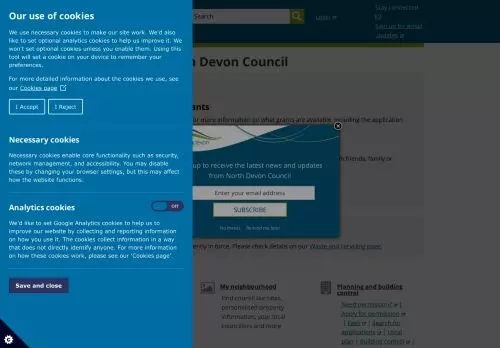 Our use of cookies
We use necessary cookies to make our site work. We'd also
like to set optional analytics cookies to help us improve it. We
won't set optional cookies unless you enable them. Using this
tool will set a cookie on your device to remember your
preferences.
For more detailed information about the cookies we use, see
our Cookies page
I Accept
I Reject
Necessary cookies
Necessary cookies enable core functionality such as security,
network management, and accessibility. You may disable
these by changing your browser settings, but this may affect
how the website functions.
Analytics cookies
Off
We'd like to set Google Analytics cookies to help us to
improve our website by collecting and reporting information
on how you use it. The cookies collect information in a way
that does not directly identify anyone. For more information
on how these cookies work, please see our 'Cookies page'.
Save and close
Search
Login
Stay connected
Sign up for email
updates
Devon Council
ants
or more information on what grants are available, including the application
th friends, family or
up to receive the latest news and updates
from North Devon Council
Enter your email address
SUBSCRIBE
No thanks
Remind me later
ently in force. Please check details on our Waste and recycling page.
My neighbourhood
Find council tax rates,
personalised property
information, your local
councillors and more
Planning and building
control
Need permission? |
Apply for permission |
Fees | Search for
applications | Local
plan | Building control |